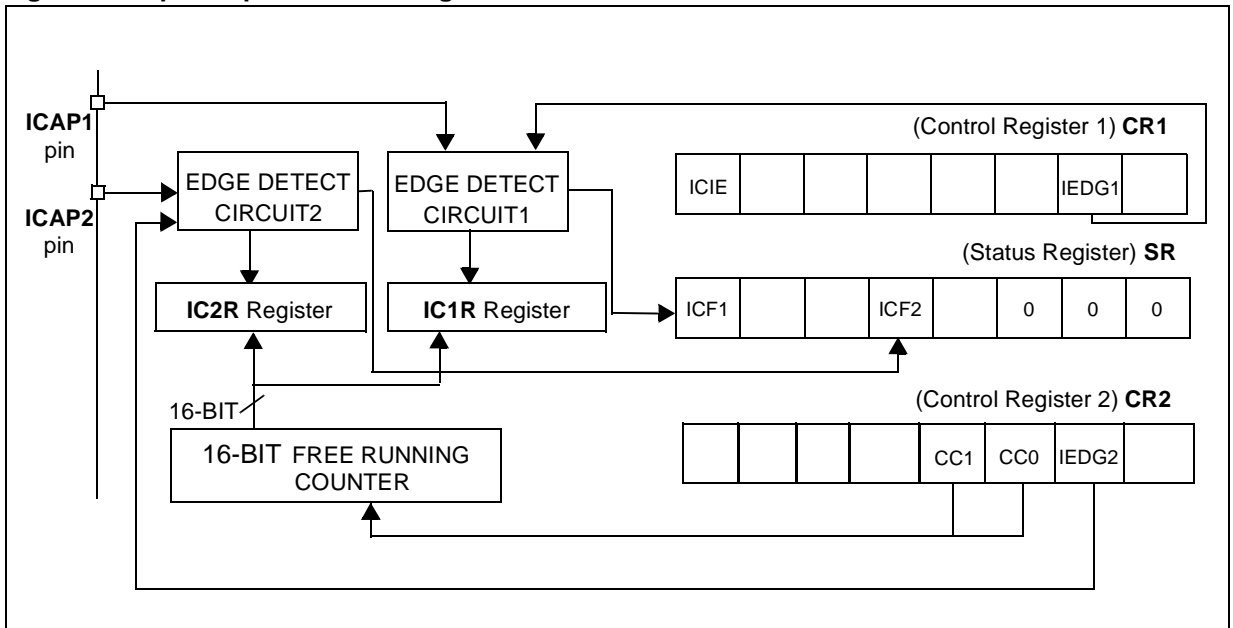 ICAP1
pin
ICAP2
pin
EDGE DETECT
CIRCUIT2
EDGE DETECT
CIRCUIT1
IC2R Register
IC1R Register
16-BIT
16-BIT FREE RUNNING
COUNTER
(Control Register 1) CR1
ICIE IEDG1
(Status Register) SR
ICF1 ICF2 0 0 0
(Control Register 2) CR2
CC1 CC0 IEDG2